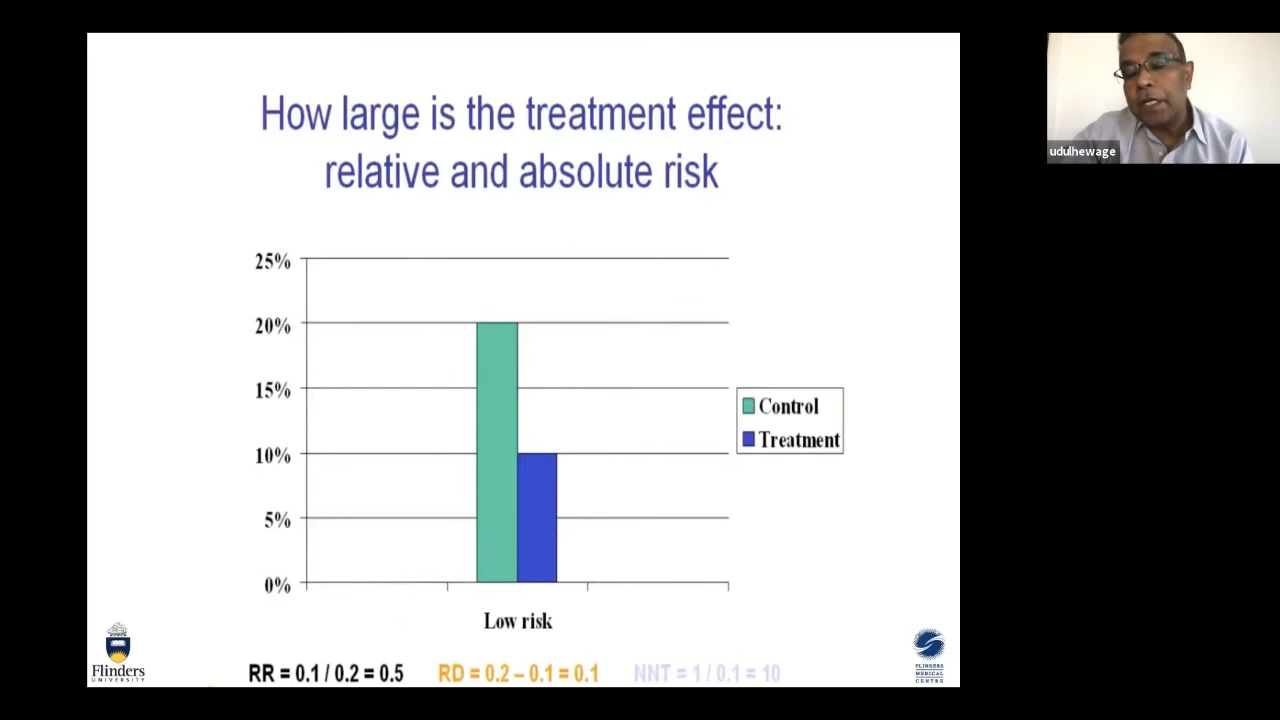 How large is the treatment effect:
relative and absolute risk
udulhewage
25%
20%
15%
10%
5%
0%
Control
Treatment
Low risk
RR = 0.1 / 0.2 = 0.5 RD = 0.2 – 0.1 = 0.1 NNT = 1 / 0.1 = 10
Flinders
UNIVERSITY
FLINDERS
MEDICAL
CENTRE